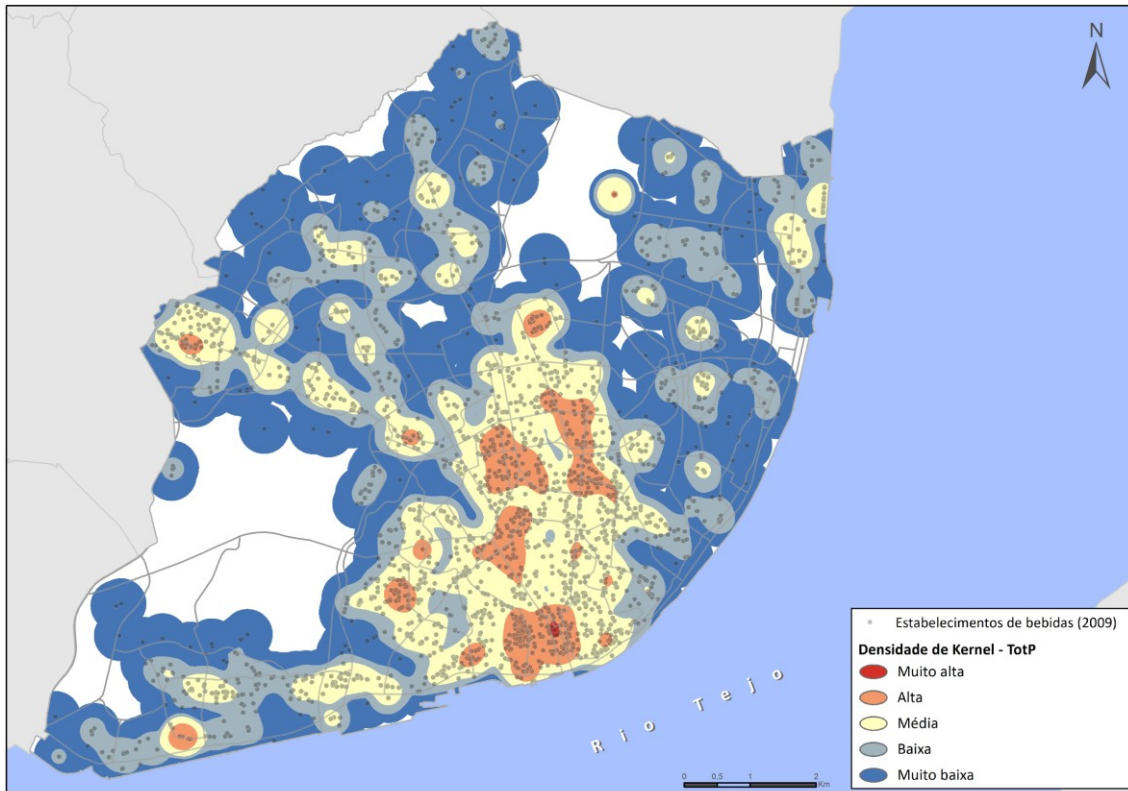 N
Estabelecimentos de bebidas (2009)
Densidade de Kernel - TotP
Muito alta
Alta
Média
Baixa
Muito baixa
Rio Tejo
0 0,5 1 2
Km